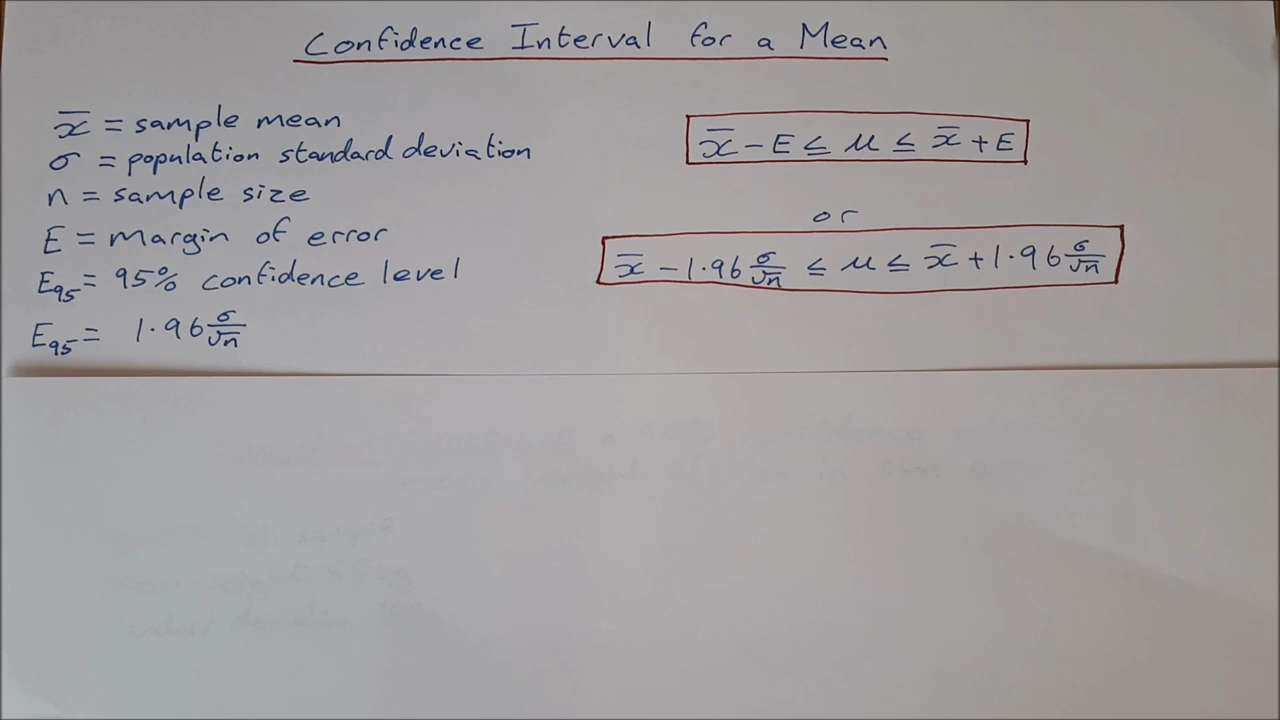 Confidence Interval for a Mean
x̄ = sample mean
σ = population standard deviation
n = sample size
E = margin of error
E₉₅ = 95% confidence level
E₉₅ = 1.96 σ/√n
x̄ − E ≤ μ ≤ x̄ + E
or
x̄ − 1.96 σ/√n ≤ μ ≤ x̄ + 1.96 σ/√n